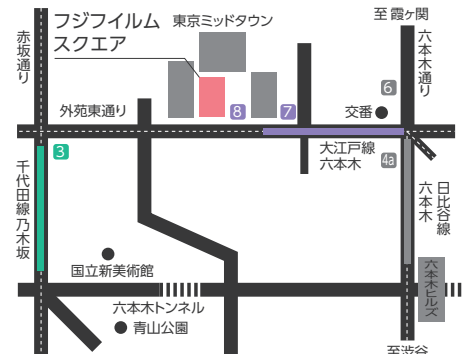 フジフイルム
スクエア
東京ミッドタウン
至 霞ヶ関
赤坂通り
六本木通り
6
交番
外苑東通り
8
7
3
大江戸線
六本木
4a
千代田線 乃木坂
日比谷線
六本木
国立新美術館
六本木ヒルズ
六本木トンネル
青山公園
至渋谷